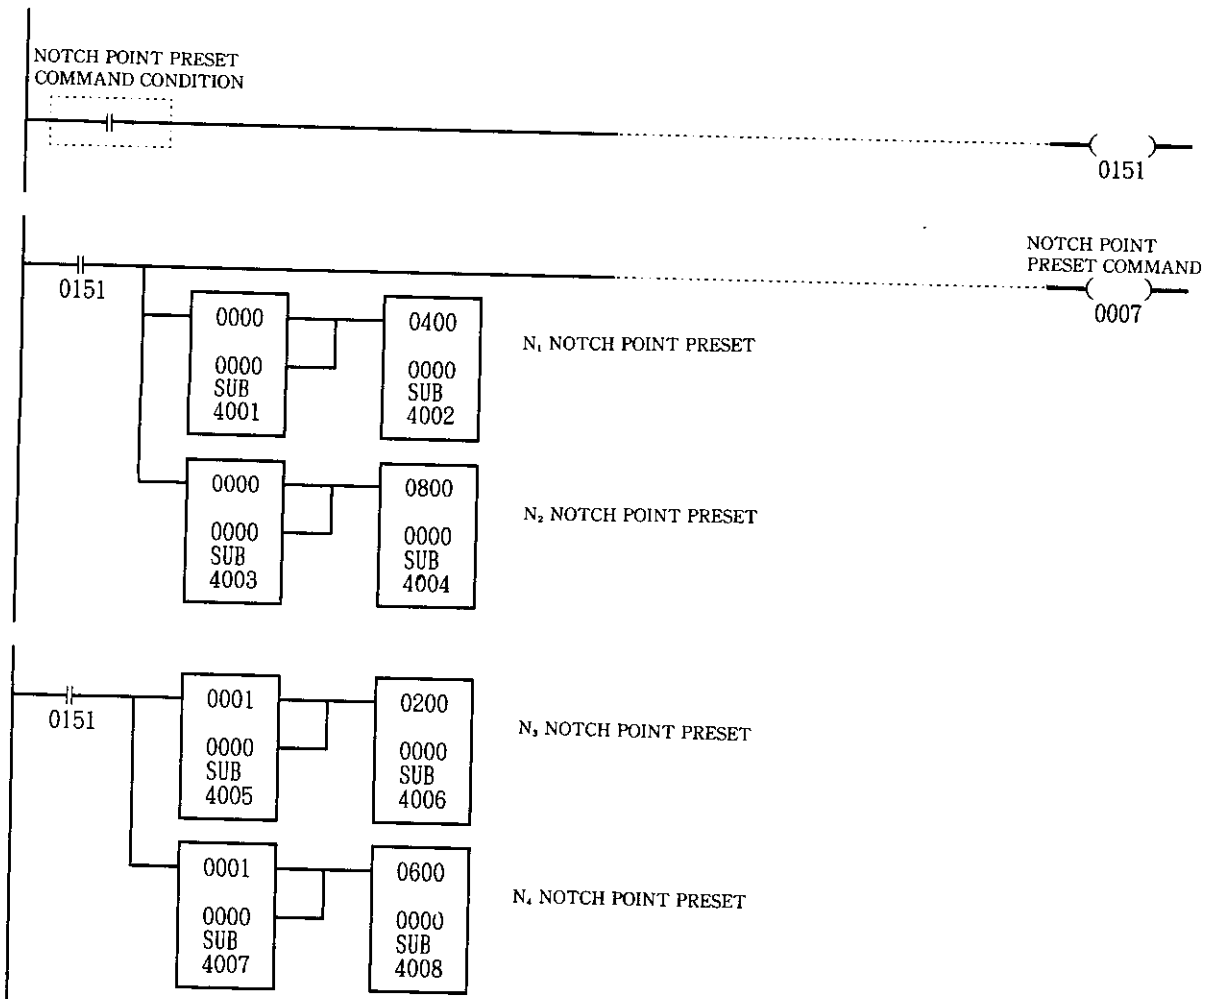 NOTCH POINT PRESET
COMMAND CONDITION
0151
NOTCH POINT
PRESET COMMAND
0151
0007
0000
0000
SUB
4001
0400
0000
SUB
4002
N₁ NOTCH POINT PRESET
0000
0000
SUB
4003
0800
0000
SUB
4004
N₂ NOTCH POINT PRESET
0151
0001
0000
SUB
4005
0200
0000
SUB
4006
N₃ NOTCH POINT PRESET
0001
0000
SUB
4007
0600
0000
SUB
4008
N₄ NOTCH POINT PRESET